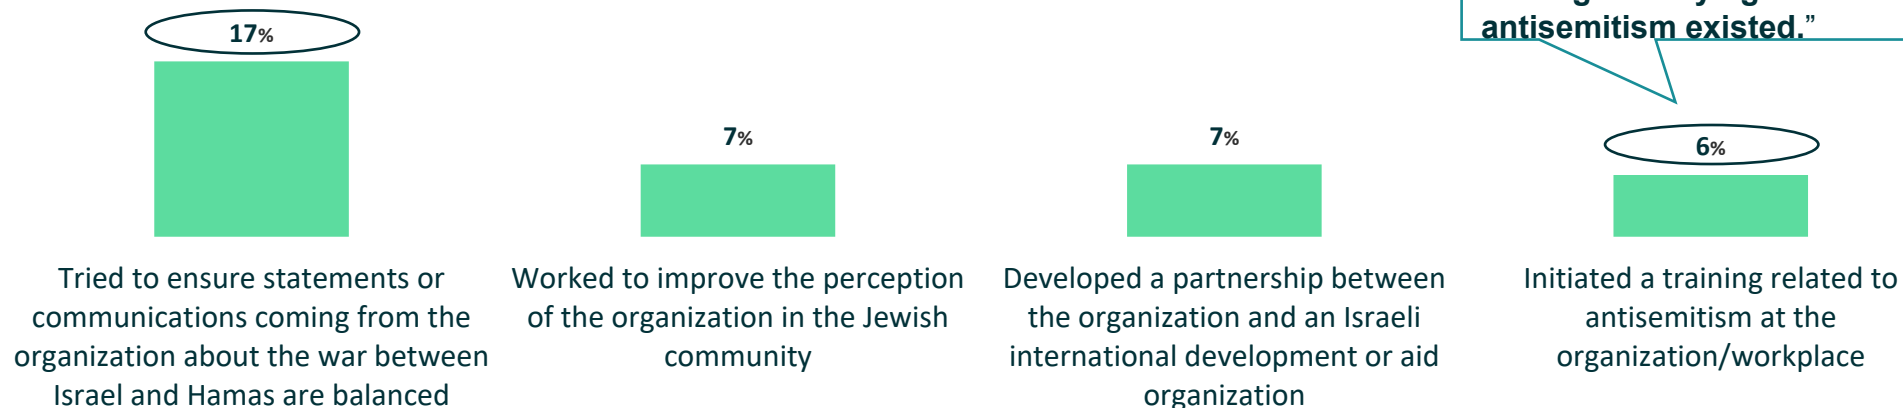 antisemitism existed.”
17%
7%
7%
6%
Tried to ensure statements or
communications coming from the
organization about the war between
Israel and Hamas are balanced
Worked to improve the perception
of the organization in the Jewish
community
Developed a partnership between
the organization and an Israeli
international development or aid
organization
Initiated a training related to
antisemitism at the
organization/workplace